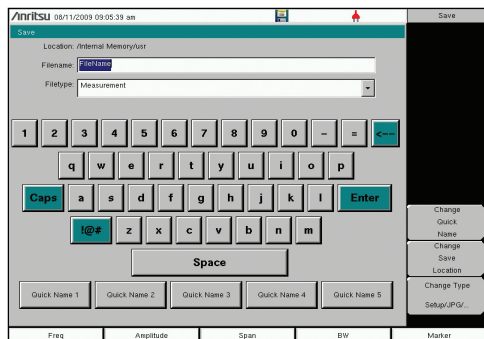 /Inritsu 08/11/2009 09:05:39 am
Save
Save
Location: /Internal Memory/usr
Filename: FileName
Filetype: Measurement
1 2 3 4 5 6 7 8 9 0 - = <--
q w e r t y u i o p
Caps a s d f g h j k l Enter
!@# z x c v b n m
Space
Quick Name 1 Quick Name 2 Quick Name 3 Quick Name 4 Quick Name 5
Change
Quick
Name
Change
Save
Location
Change Type
Setup/JPG/...
Freq Amplitude Span BW Marker